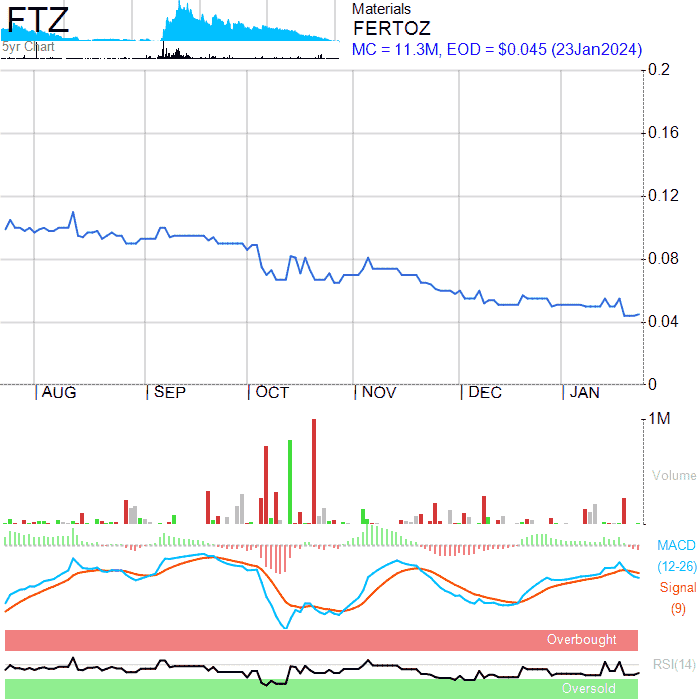 FTZ
5yr Chart
Materials
FERTOZ
MC = 11.3M, EOD = $0.045 (23Jan2024)
0.2
0.16
0.12
0.08
0.04
0
AUG SEP OCT NOV DEC JAN
1M
Volume
MACD
(12-26)
Signal
(9)
Overbought
RSI(14)
Oversold